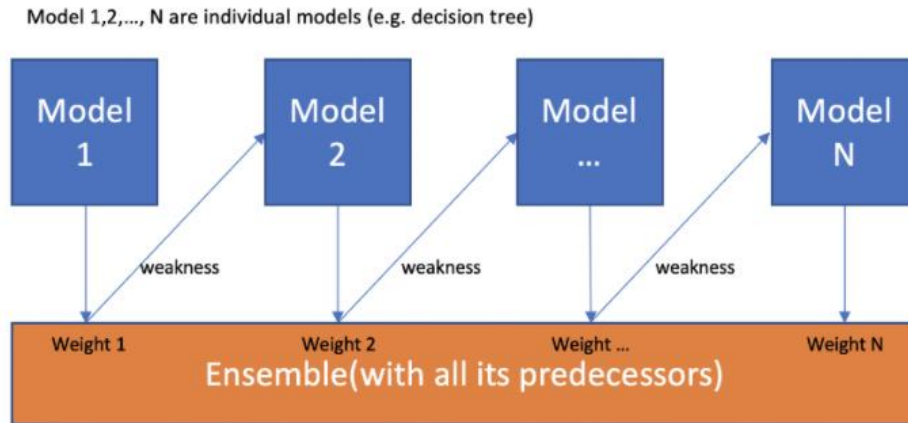 Model 1,2,..., N are individual models (e.g. decision tree)
Model
1
Model
2
Model
...
Model
N
weakness
weakness
weakness
Weight 1
Weight 2
Weight ...
Weight N
Ensemble(with all its predecessors)